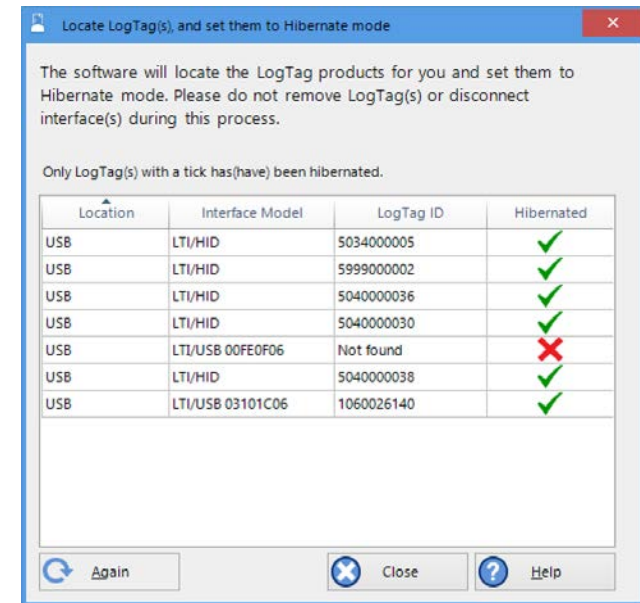 Locate LogTag(s), and set them to Hibernate mode
The software will locate the LogTag products for you and set them to
Hibernate mode. Please do not remove LogTag(s) or disconnect
interface(s) during this process.
Only LogTag(s) with a tick has(have) been hibernated.
Location Interface Model LogTag ID Hibernated
USB LTI/HID 5034000005
USB LTI/HID 5999000002
USB LTI/HID 5040000036
USB LTI/HID 5040000030
USB LTI/USB 00FE0F06 Not found
USB LTI/HID 5040000038
USB LTI/USB 03101C06 1060026140
Again Close Help